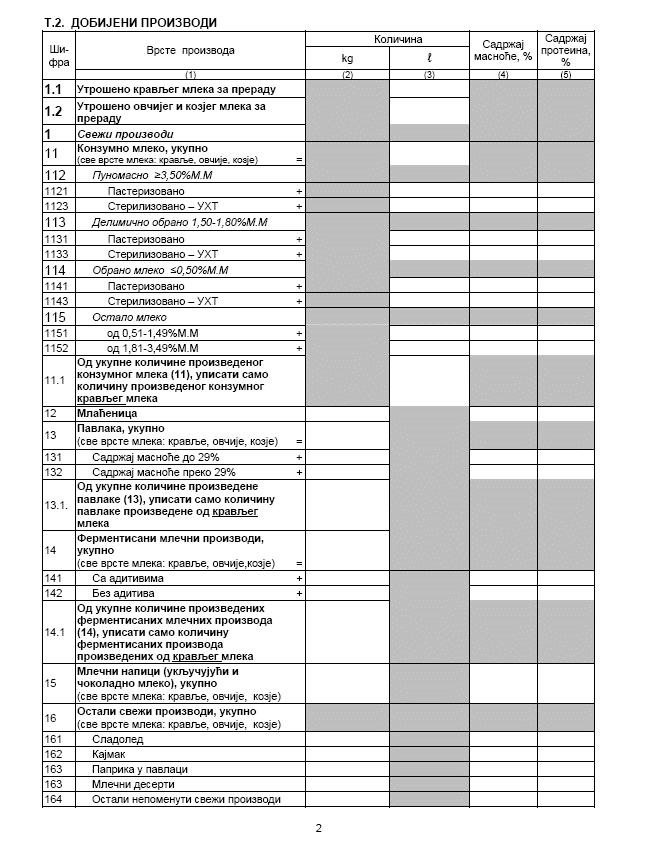 Т.2. ДОБИЈЕНИ ПРОИЗВОДИ
Ши-
фра
Врсте производа
Количина
kg
ℓ
Садржај
масноће, %
Садржај
протеина,
%
(1)
(2)
(3)
(4)
(5)
1.1 Утрошено крављег млека за прераду
1.2 Утрошено овчијег и козјег млека за
прераду
1 Свежи производи
11 Конзумно млеко, укупно
(све врсте млека: кравље, овчије, козје) =
112 Пуномасно ≥3,50%М.М
1121 Пастеризовано +
1123 Стерилизовано – УХТ +
113 Делимично обрано 1,50-1,80%М.М
1131 Пастеризовано +
1133 Стерилизовано – УХТ +
114 Обрано млеко ≤0,50%М.М
1141 Пастеризовано +
1143 Стерилизовано – УХТ +
115 Остало млеко
1151 од 0,51-1,49%М.М +
1152 од 1,81-3,49%М.М +
11.1 Од укупне количине произведеног
конзумног млека (11), уписати само
количину произведеног конзумног
крављег млека
12 Млаћеница
13 Павлака, укупно
(све врсте млека: кравље, овчије, козје) =
131 Садржај масноће до 29% +
132 Садржај масноће преко 29% +
13.1. Од укупне количине произведене
павлаке (13), уписати само количину
павлаке произведене од крављег
млека
14 Ферментисани млечни производи,
укупно
(све врсте млека: кравље, овчије,козје) =
141 Са адитивима +
142 Без адитива +
14.1 Од укупне количине произведених
ферментисаних млечних производа
(14), уписати само количину
ферментисаних производа
произведених од крављег млека
15 Млечни напици (укључујући и
чоколадно млеко), укупно
(све врсте млека: кравље, овчије, козје)
16 Остали свежи производи, укупно
(све врсте млека: кравље, овчије, козје)
161 Сладолед
162 Кајмак
163 Паприка у павлаци
163 Млечни десерти
164 Остали непоменути свежи производи
2